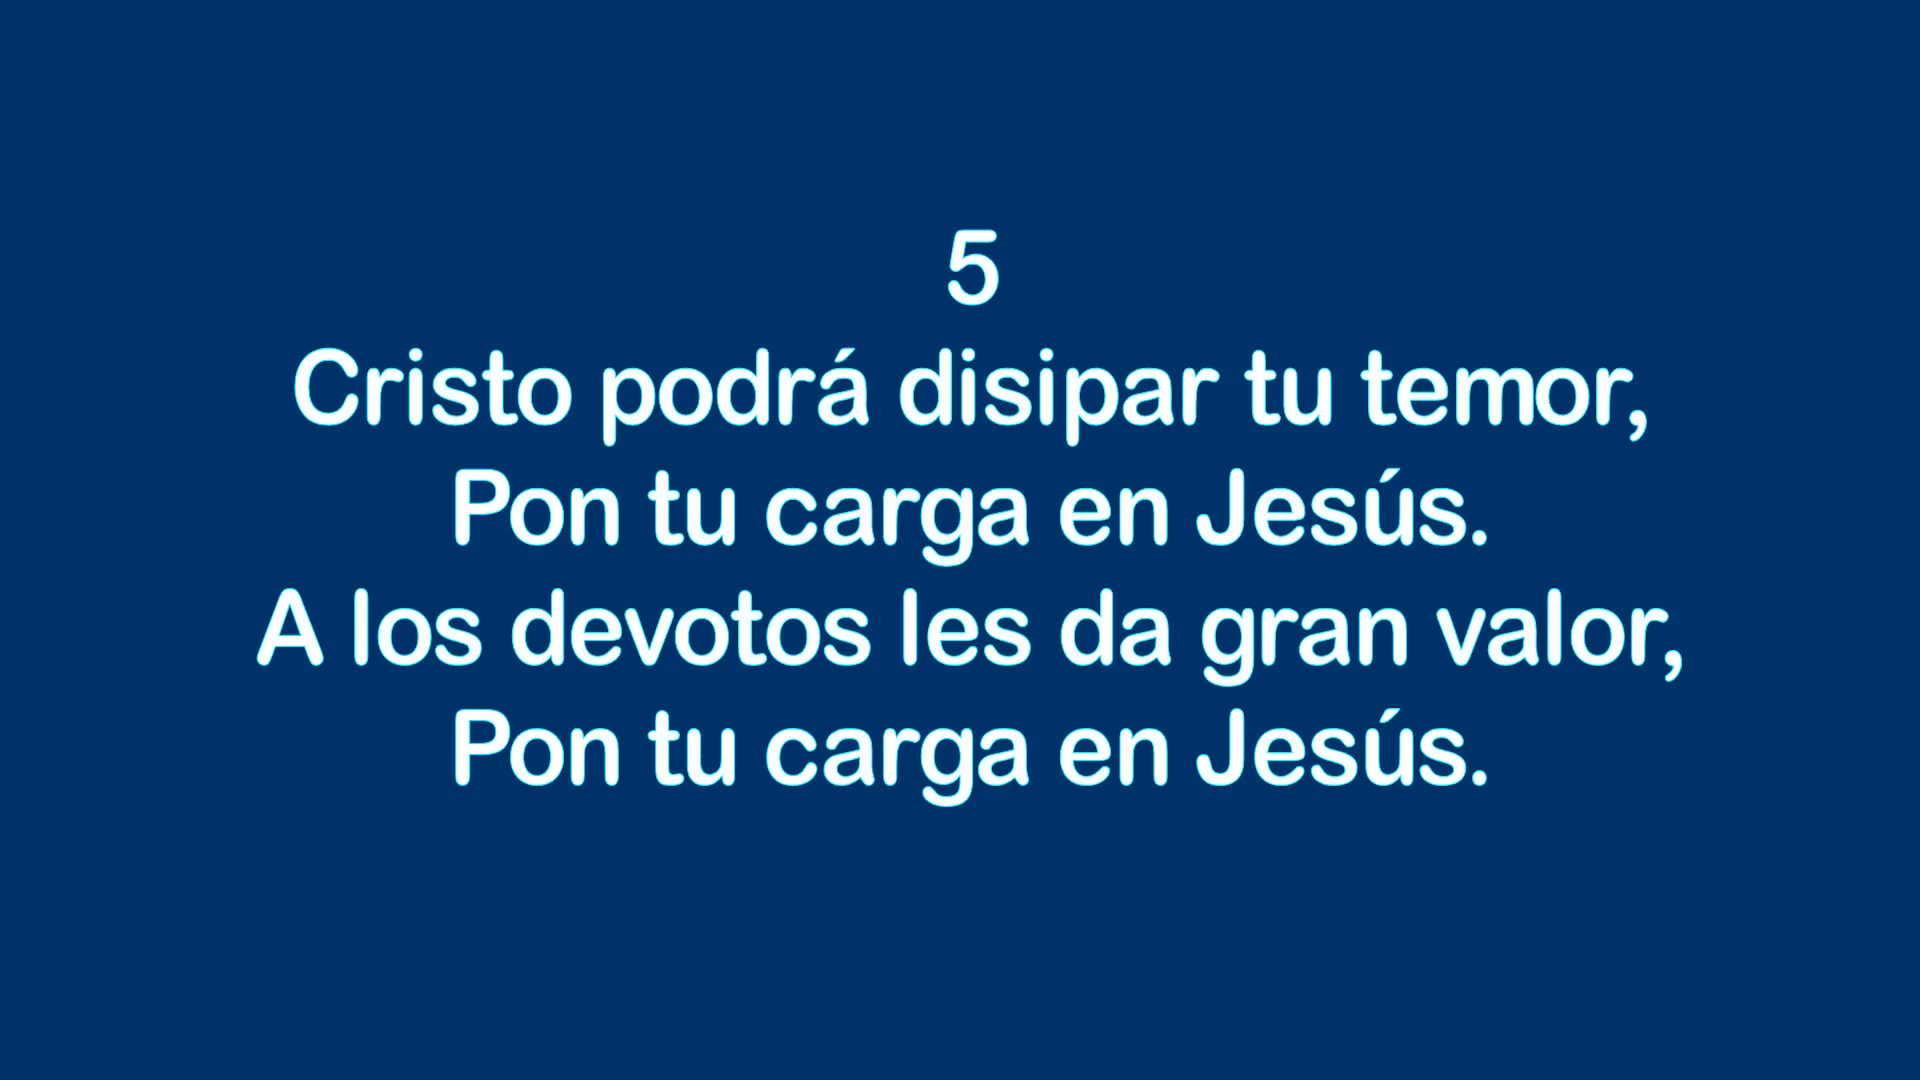 5
Cristo podrá disipar tu temor,
Pon tu carga en Jesús.
A los devotos les da gran valor,
Pon tu carga en Jesús.